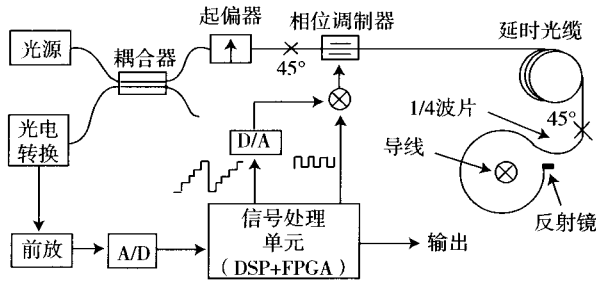 光源
耦合器
起偏器
45°
相位调制器
延时光缆
1/4波片
45°
光电
转换
D/A
导线
反射镜
前放
A/D
信号处理
单元
(DSP+FPGA)
输出